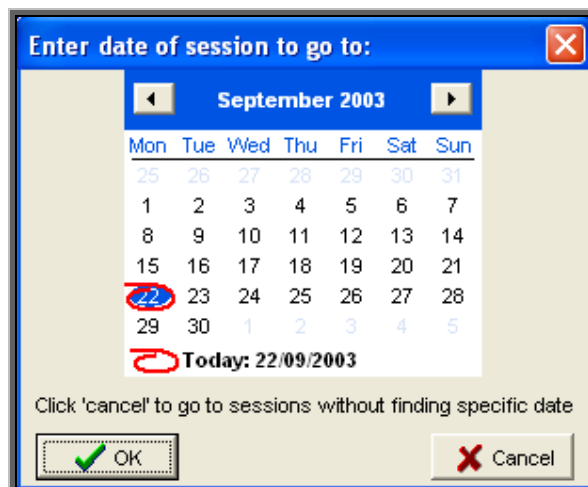 Enter date of session to go to:
September 2003
Mon Tue Wed Thu Fri Sat Sun
25 26 27 28 29 30 31
1 2 3 4 5 6 7
8 9 10 11 12 13 14
15 16 17 18 19 20 21
22 23 24 25 26 27 28
29 30 1 2 3 4 5
Today: 22/09/2003
Click 'cancel' to go to sessions without finding specific date
OK Cancel